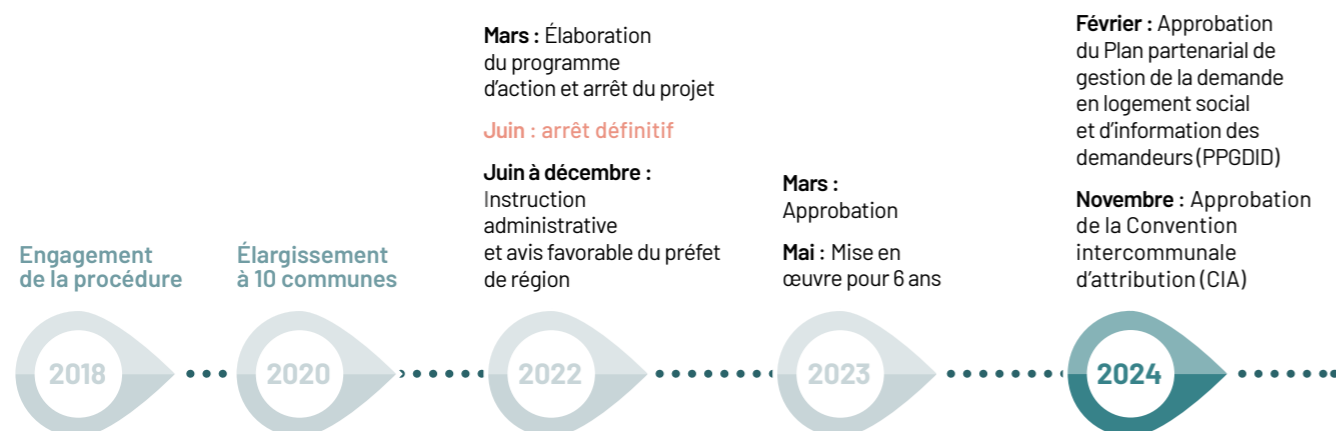 Engagement
de la procédure
2018
Élargissement
à 10 communes
2020
Mars : Élaboration
du programme
d’action et arrêt du projet
Juin : arrêt définitif
Juin à décembre :
Instruction
administrative
et avis favorable du préfet
de région
2022
Mars :
Approbation
Mai : Mise en
œuvre pour 6 ans
2023
Février : Approbation
du Plan partenarial de
gestion de la demande
en logement social
et d’information des
demandeurs (PPGDID)
Novembre : Approbation
de la Convention
intercommunale
d’attribution (CIA)
2024